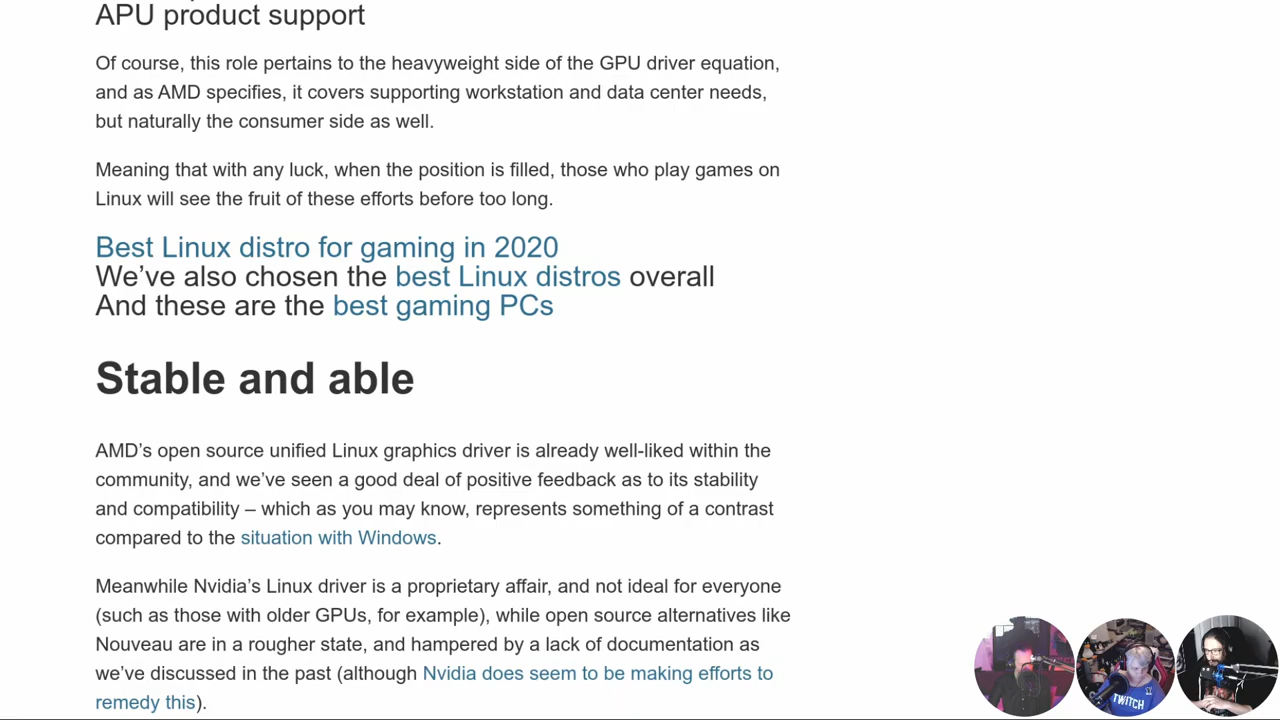 APU product support
Of course, this role pertains to the heavyweight side of the GPU driver equation,
and as AMD specifies, it covers supporting workstation and data center needs,
but naturally the consumer side as well.
Meaning that with any luck, when the position is filled, those who play games on
Linux will see the fruit of these efforts before too long.
Best Linux distro for gaming in 2020
We’ve also chosen the best Linux distros overall
And these are the best gaming PCs
Stable and able
AMD’s open source unified Linux graphics driver is already well-liked within the
community, and we’ve seen a good deal of positive feedback as to its stability
and compatibility – which as you may know, represents something of a contrast
compared to the situation with Windows.
Meanwhile Nvidia’s Linux driver is a proprietary affair, and not ideal for everyone
(such as those with older GPUs, for example), while open source alternatives like
Nouveau are in a rougher state, and hampered by a lack of documentation as
we’ve discussed in the past (although Nvidia does seem to be making efforts to
remedy this).
TWITCH